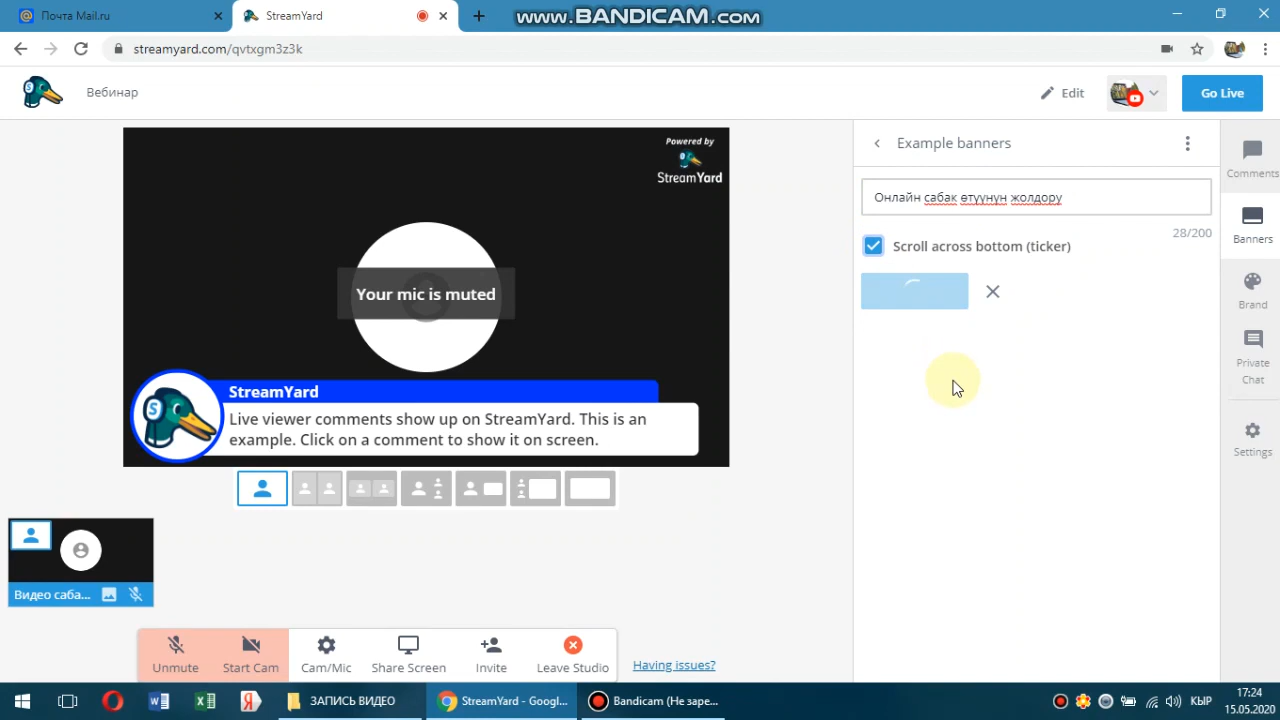 Почта Mail.ru
StreamYard
www.BANDICAM.com
streamyard.com/qvtxgm3z3k
Вебинар
Edit
Go Live
Powered by
StreamYard
Your mic is muted
StreamYard
Live viewer comments show up on StreamYard. This is an
example. Click on a comment to show it on screen.
Example banners
Онлайн сабак өтүүнүн жолдору
28/200
Scroll across bottom (ticker)
Comments
Banners
Brand
Private
Chat
Settings
Видео саба...
Unmute
Start Cam
Cam/Mic
Share Screen
Invite
Leave Studio
Having issues?
ЗАПИСЬ ВИДЕО
StreamYard - Googl...
Bandicam (Не заре...
КЫР
17:24
15.05.2020